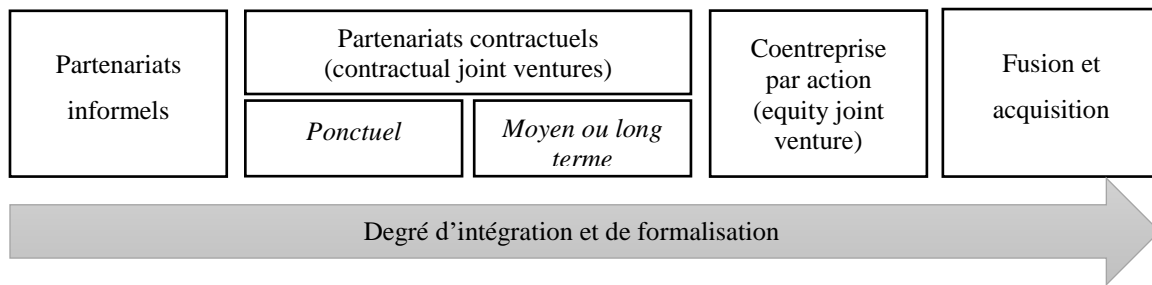 Partenariats
informels
Partenariats contractuels
(contractual joint ventures)
Ponctuel
Moyen ou long
terme
Coentreprise
par action
(equity joint
venture)
Fusion et
acquisition
Degré d'intégration et de formalisation